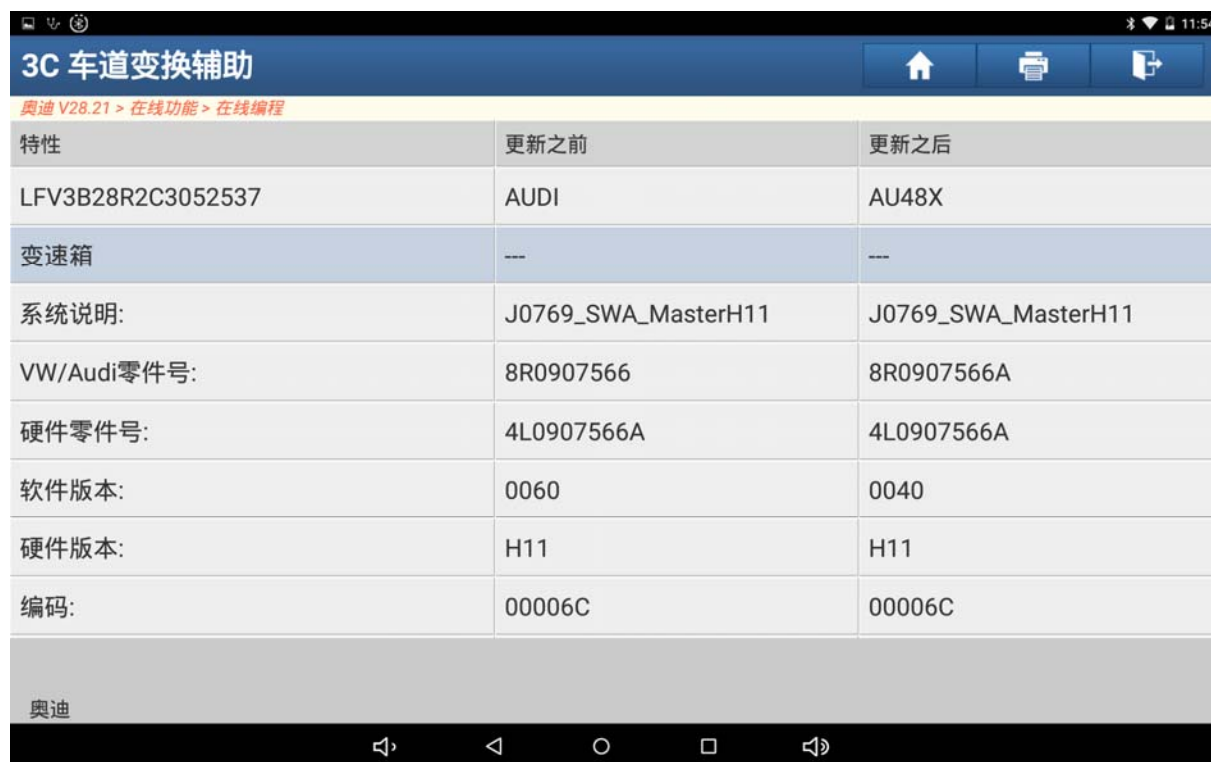 11:54
3C 车道变换辅助
奥迪 V28.21 > 在线功能 > 在线编程
特性 更新之前 更新之后
LFV3B28R2C3052537 AUDI AU48X
变速箱 --- ---
系统说明: J0769_SWA_MasterH11 J0769_SWA_MasterH11
VW/Audi零件号: 8R0907566 8R0907566A
硬件零件号: 4L0907566A 4L0907566A
软件版本: 0060 0040
硬件版本: H11 H11
编码: 00006C 00006C
奥迪